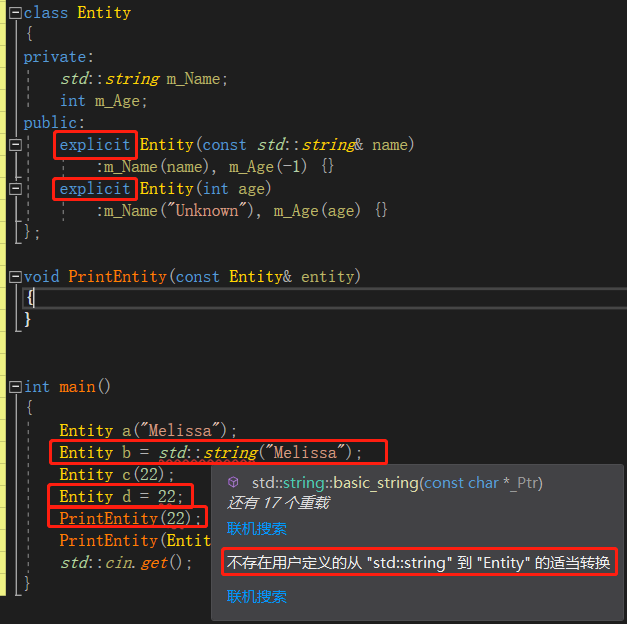 class Entity
{
private:
    std::string m_Name;
    int m_Age;
public:
    explicit Entity(const std::string& name)
        :m_Name(name), m_Age(-1) {}
    explicit Entity(int age)
        :m_Name("Unknown"), m_Age(age) {}
};
void PrintEntity(const Entity& entity)
{
}
int main()
{
    Entity a("Melissa");
    Entity b = std::string("Melissa");
    Entity c(22);
    Entity d = 22;
    PrintEntity(22);
    PrintEntity(Entit
    std::cin.get();
}
std::string::basic_string(const char *_Ptr)
还有 17 个重载
联机搜索
不存在用户定义的从 "std::string" 到 "Entity" 的适当转换
联机搜索